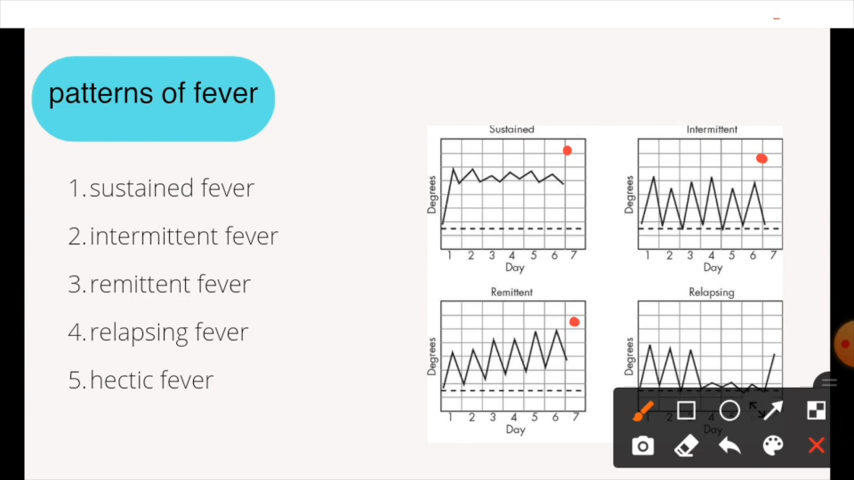 patterns of fever
1. sustained fever
2. intermittent fever
3. remittent fever
4. relapsing fever
5. hectic fever
Sustained
Degrees
1 2 3 4 5 6 7
Day
Intermittent
Degrees
1 2 3 4 5 6 7
Day
Remittent
Degrees
1 2 3 4 5 6 7
Day
Relapsing
Degrees
Day